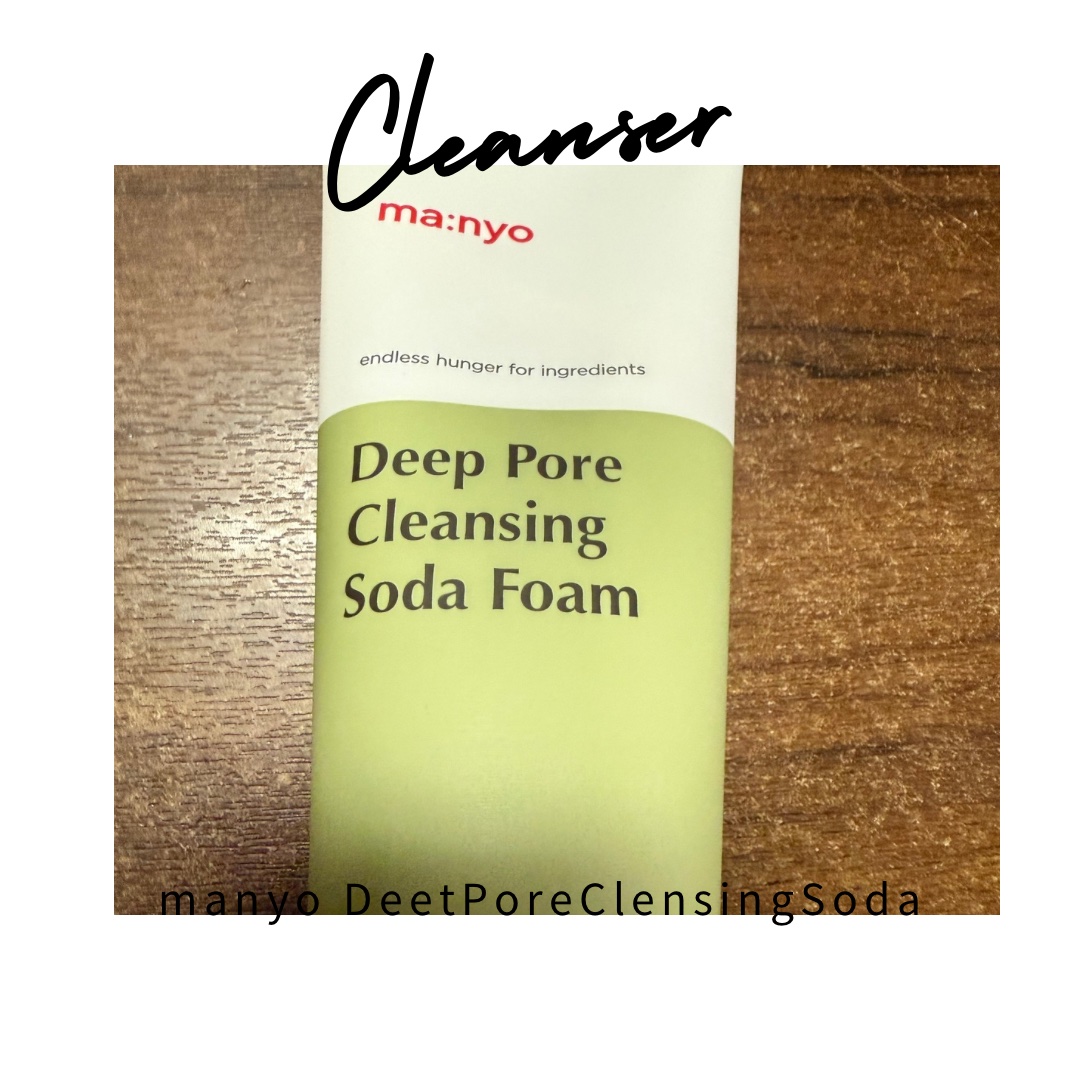 Cleanser
ma:nyo
endless hunger for ingredients
Deep Pore
Cleansing
Soda Foam
manyo DeetPoreClensingSoda